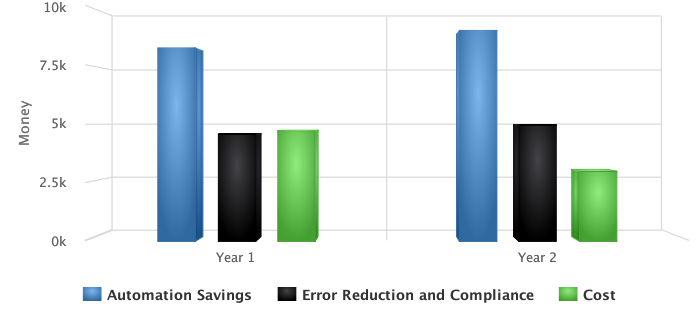 10k
7.5k
Money
5k
2.5k
0k
Year 1 Year 2
Automation Savings Error Reduction and Compliance Cost